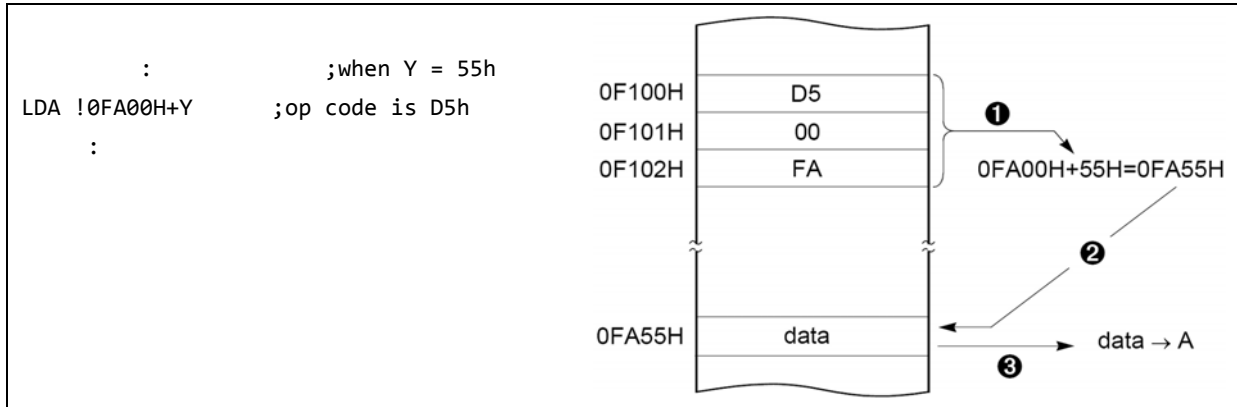 :                ;when Y = 55h
LDA !0FA00H+Y      ;op code is D5h
:
0F100H D5
0F101H 00
0F102H FA
❶
0FA00H+55H=0FA55H
❷
0FA55H data
❸
data → A